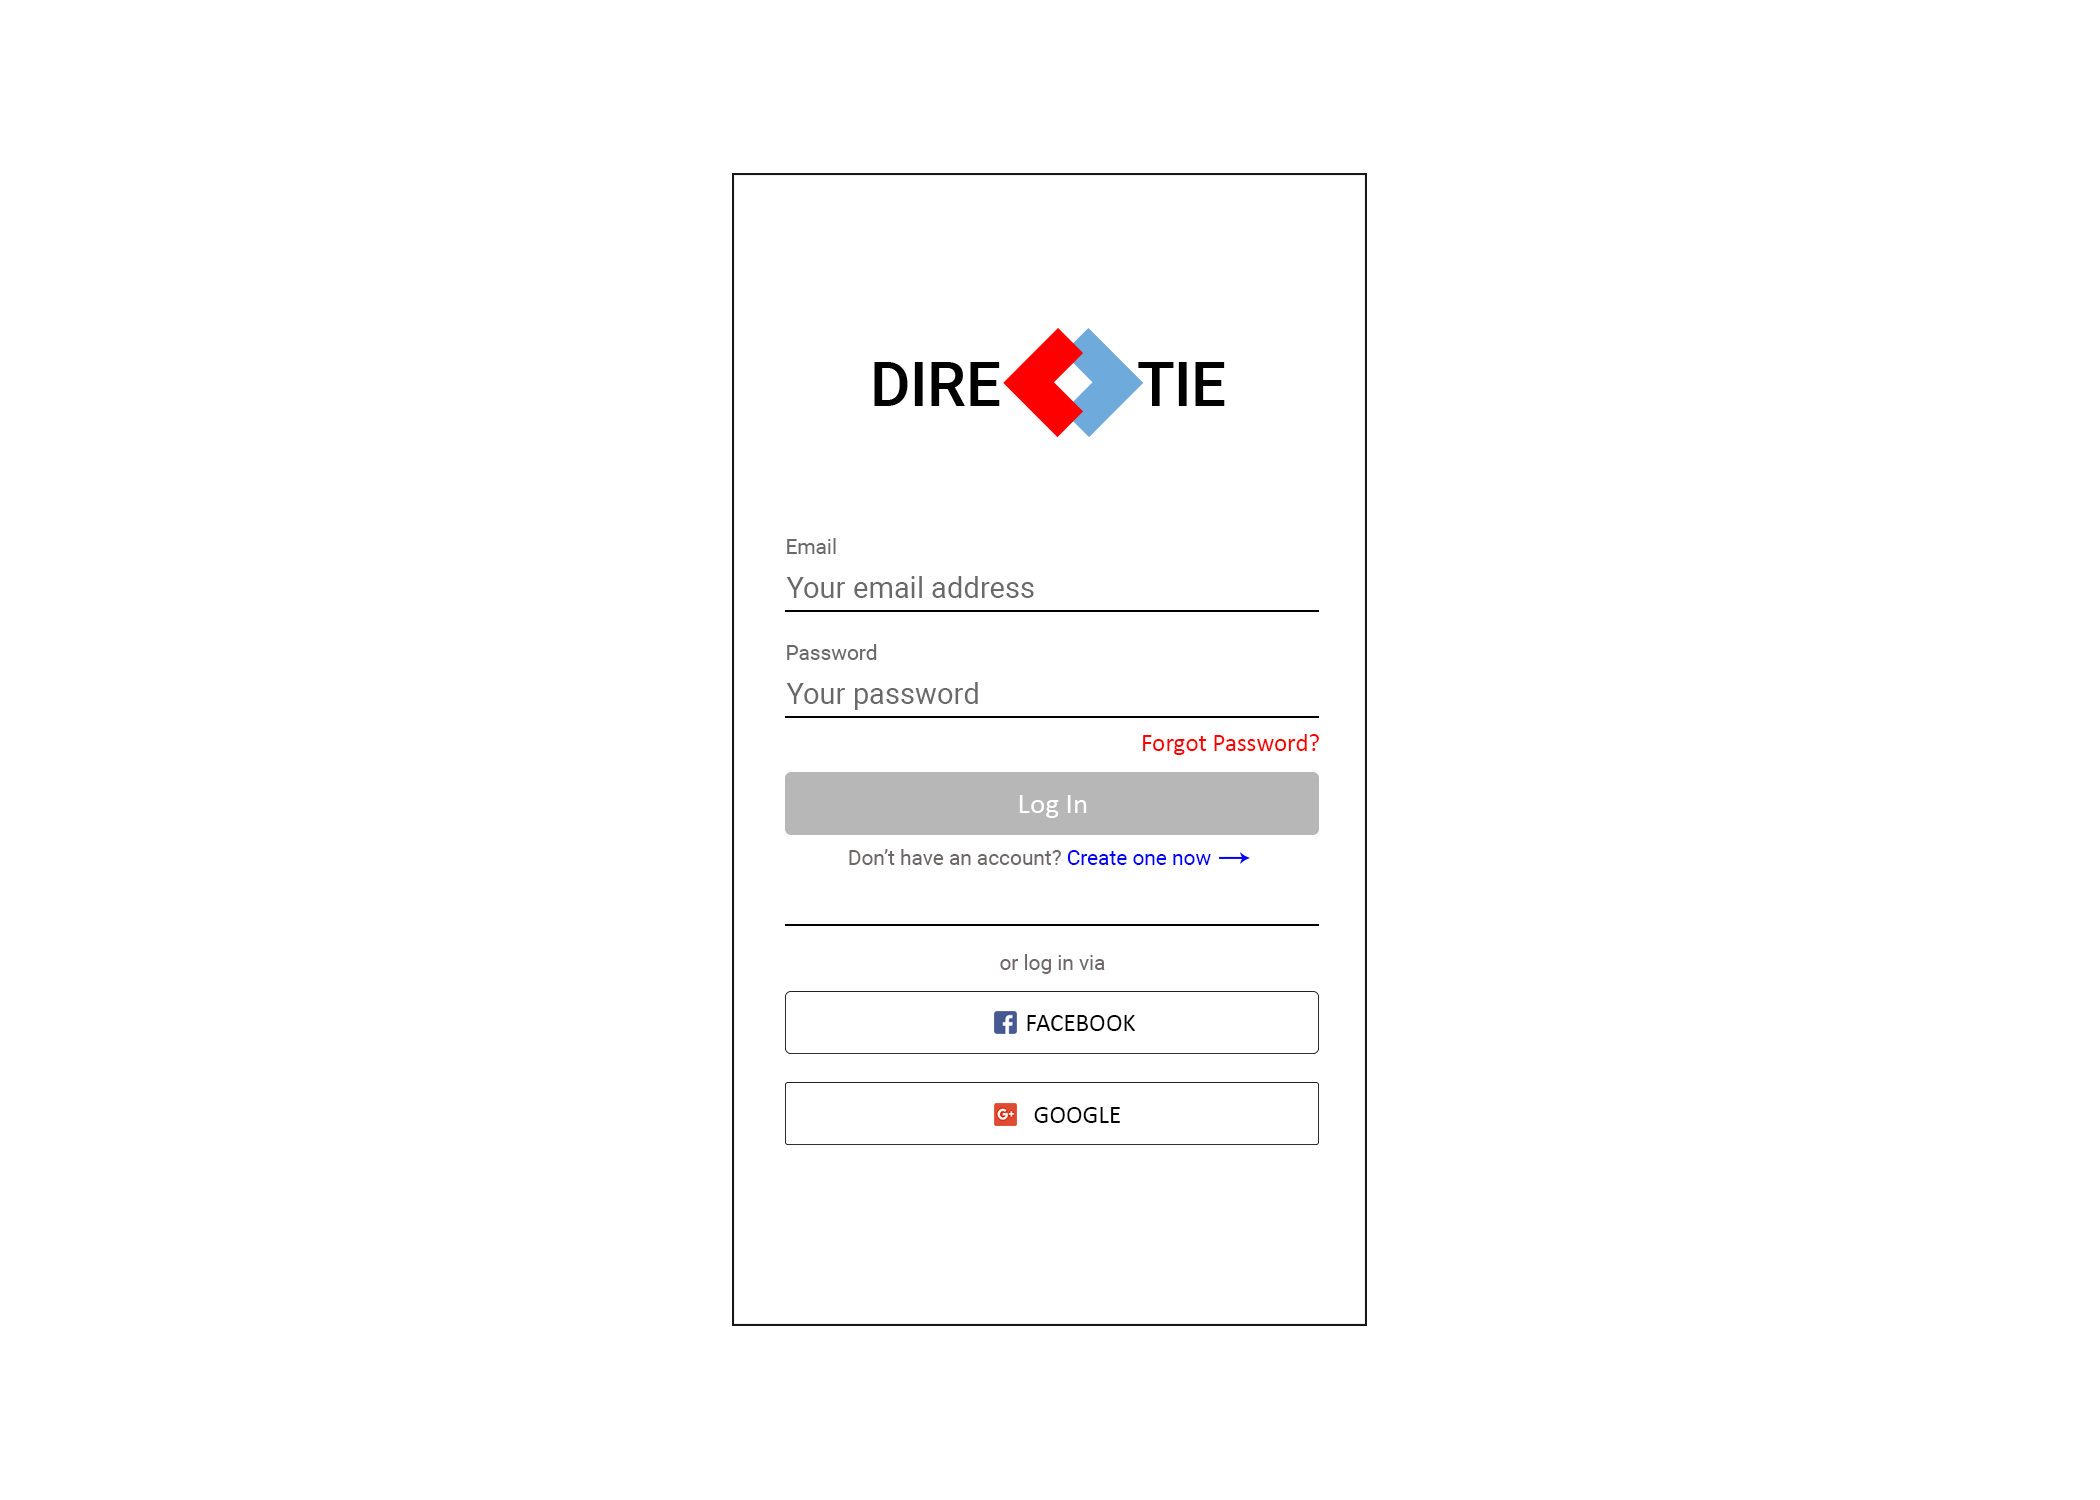 DIRE TIE
Email
Your email address
Password
Your password
Forgot Password?
Log In
Don’t have an account? Create one now
or log in via
FACEBOOK
G+ GOOGLE